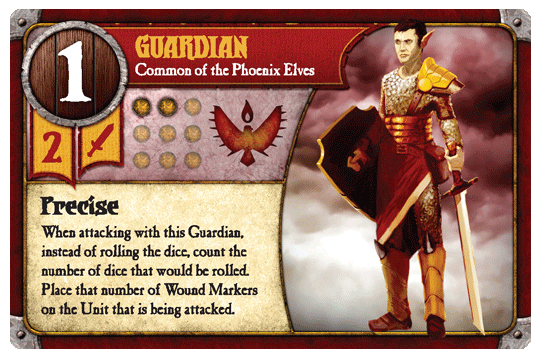 1
GUARDIAN
Common of the Phoenix Elves
2
Precise
When attacking with this Guardian,
instead of rolling the dice, count the
number of dice that would be rolled.
Place that number of Wound Markers
on the Unit that is being attacked.